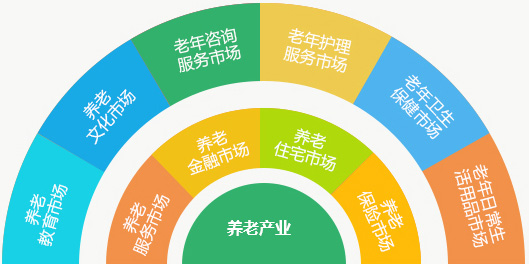 养老
教育市场
养老
文化市场
老年咨询
服务市场
老年护理
服务市场
老年卫生
保健市场
老年日常生
活用品市场
养老
服务市场
养老
金融市场
养老
住宅市场
养老
保险市场
养老产业